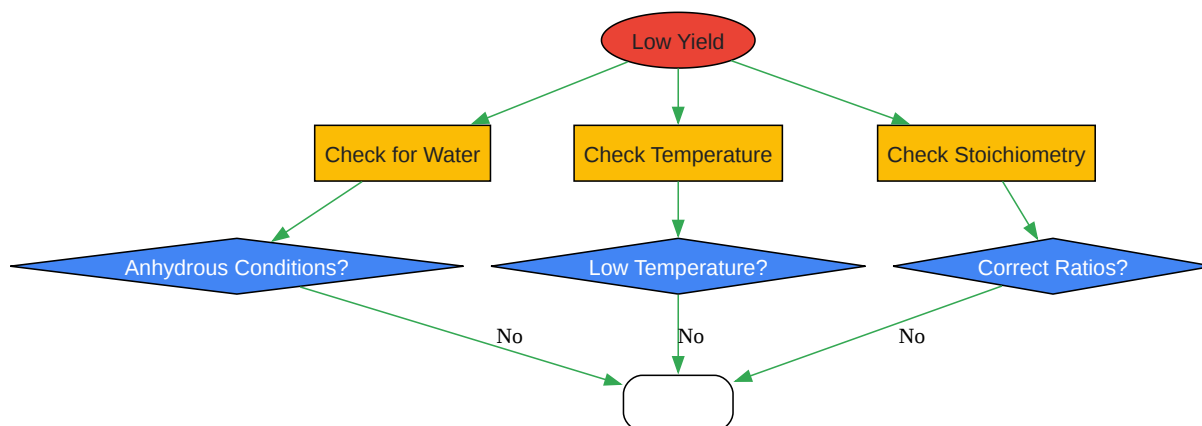 Low Yield
Check for Water
Check Temperature
Check Stoichiometry
Anhydrous Conditions?
Low Temperature?
Correct Ratios?
No
No
No